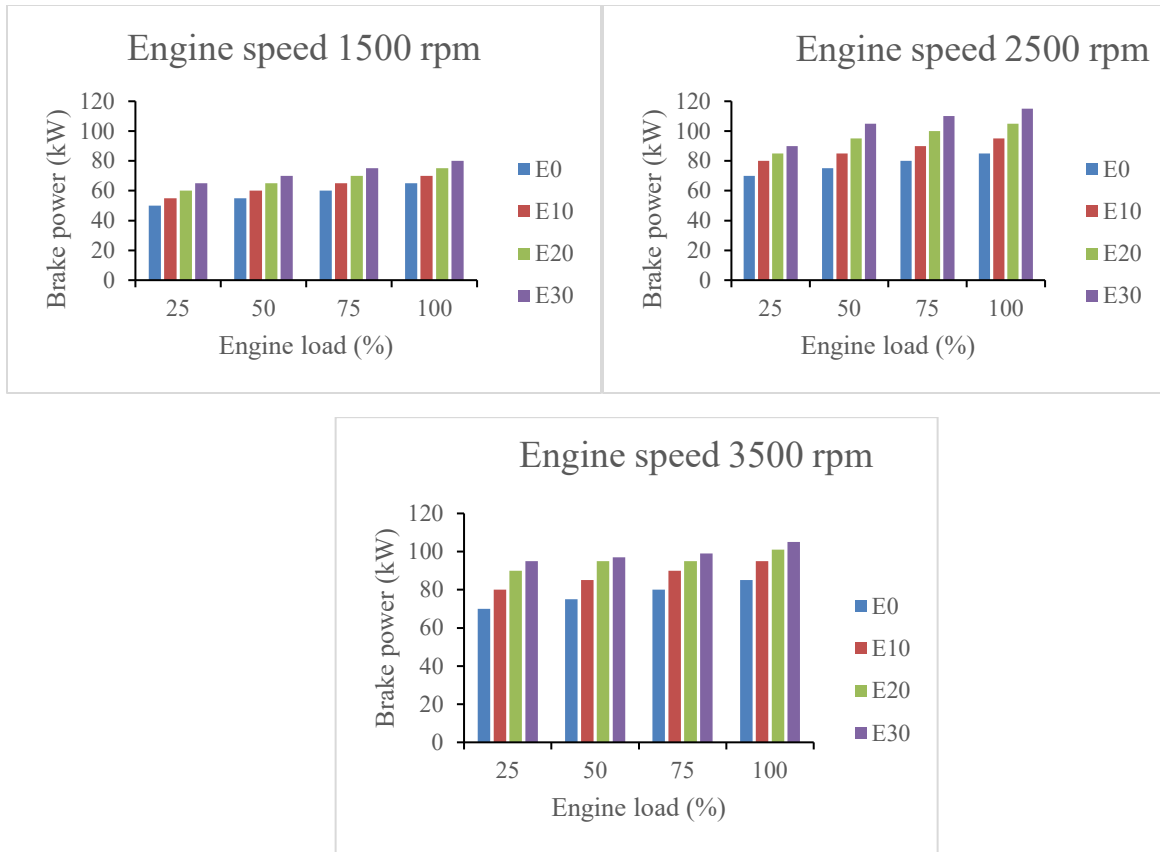 Engine speed 1500 rpm
Brake power (kW)
120
100
80
60
40
20
0
25 50 75 100
Engine load (%)
E0
E10
E20
E30
Engine speed 2500 rpm
Brake power (kW)
120
100
80
60
40
20
0
25 50 75 100
Engine load (%)
E0
E10
E20
E30
Engine speed 3500 rpm
Brake power (kW)
120
100
80
60
40
20
0
25 50 75 100
Engine load (%)
E0
E10
E20
E30